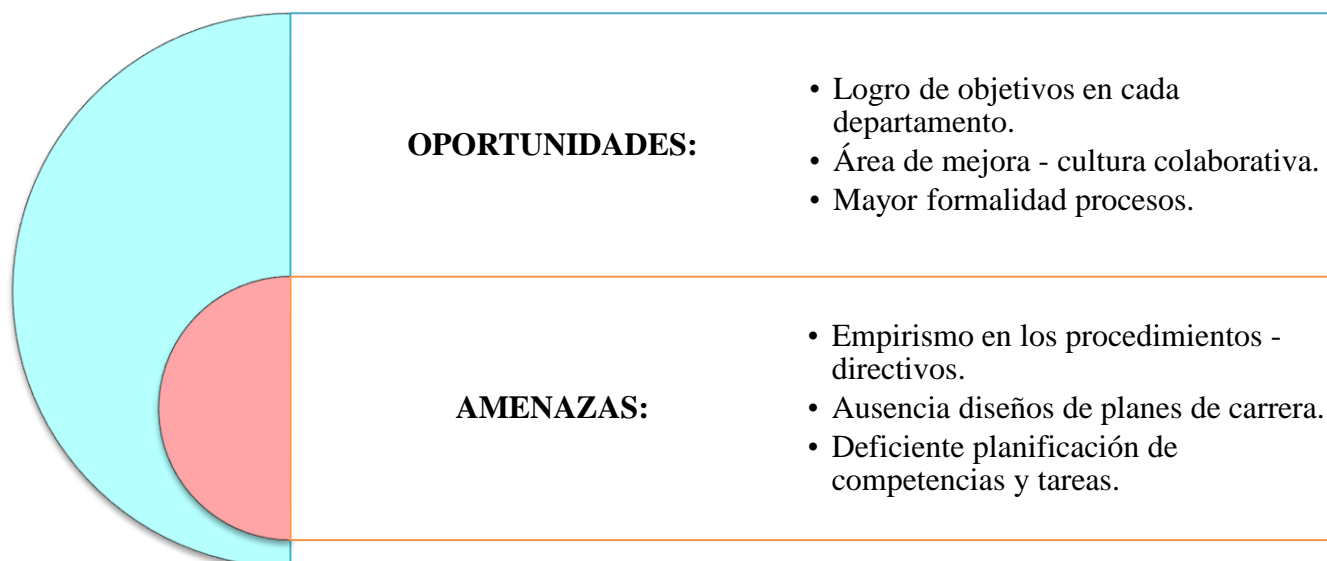 OPORTUNIDADES:
• Logro de objetivos en cada
departamento.
• Área de mejora - cultura colaborativa.
• Mayor formalidad procesos.
AMENAZAS:
• Empirismo en los procedimientos -
directivos.
• Ausencia diseños de planes de carrera.
• Deficiente planificación de
competencias y tareas.